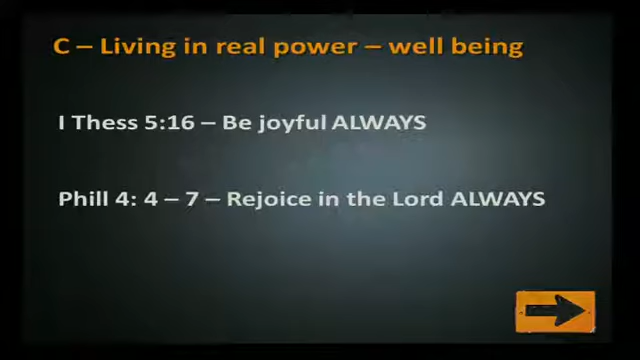 C – Living in real power – well being
I Thess 5:16 – Be joyful ALWAYS
Phill 4: 4 – 7 – Rejoice in the Lord ALWAYS